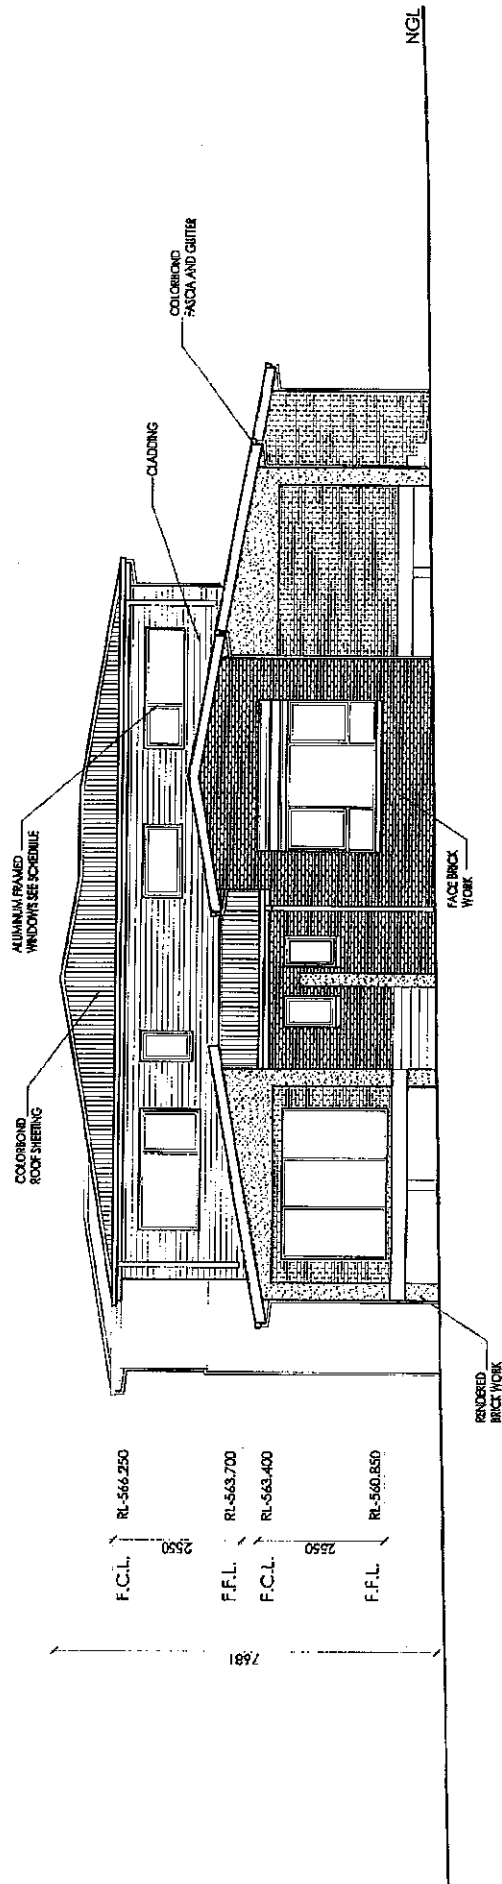 COLORBOND
ROOF SHEETING
ALUMINUM FRAMED
WINDOWS SEE SCHEDULE
CLADDING
COLORBOND
FASCIA AND GUTTER
NGL
F.C.L. RL-566.250
2550
F.F.L. RL-563.700
F.C.L. RL-563.400
2550
F.F.L. RL-560.850
7681
RENDERED
BRICK WORK
FACE BRICK
WORK